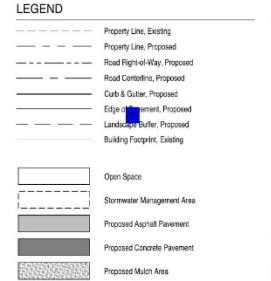 LEGEND
Property Line, Existing
Property Line, Proposed
Road Right-of-Way, Proposed
Road Centerline, Proposed
Curb & Gutter, Proposed
Edge of Proposed
Landscape Buffer, Proposed
Building Footprint, Existing
Open Space
Stormwater Management Area
Proposed Asphalt Pavement
Proposed Concrete Pavement
Proposed Mulch Area